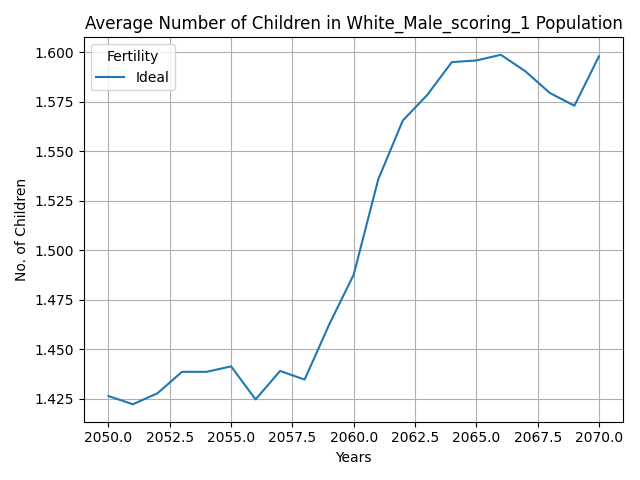 Average Number of Children in White_Male_scoring_1 Population
Fertility
Ideal
No. of Children
1.600
1.575
1.550
1.525
1.500
1.475
1.450
1.425
2050.0 2052.5 2055.0 2057.5 2060.0 2062.5 2065.0 2067.5 2070.0
Years